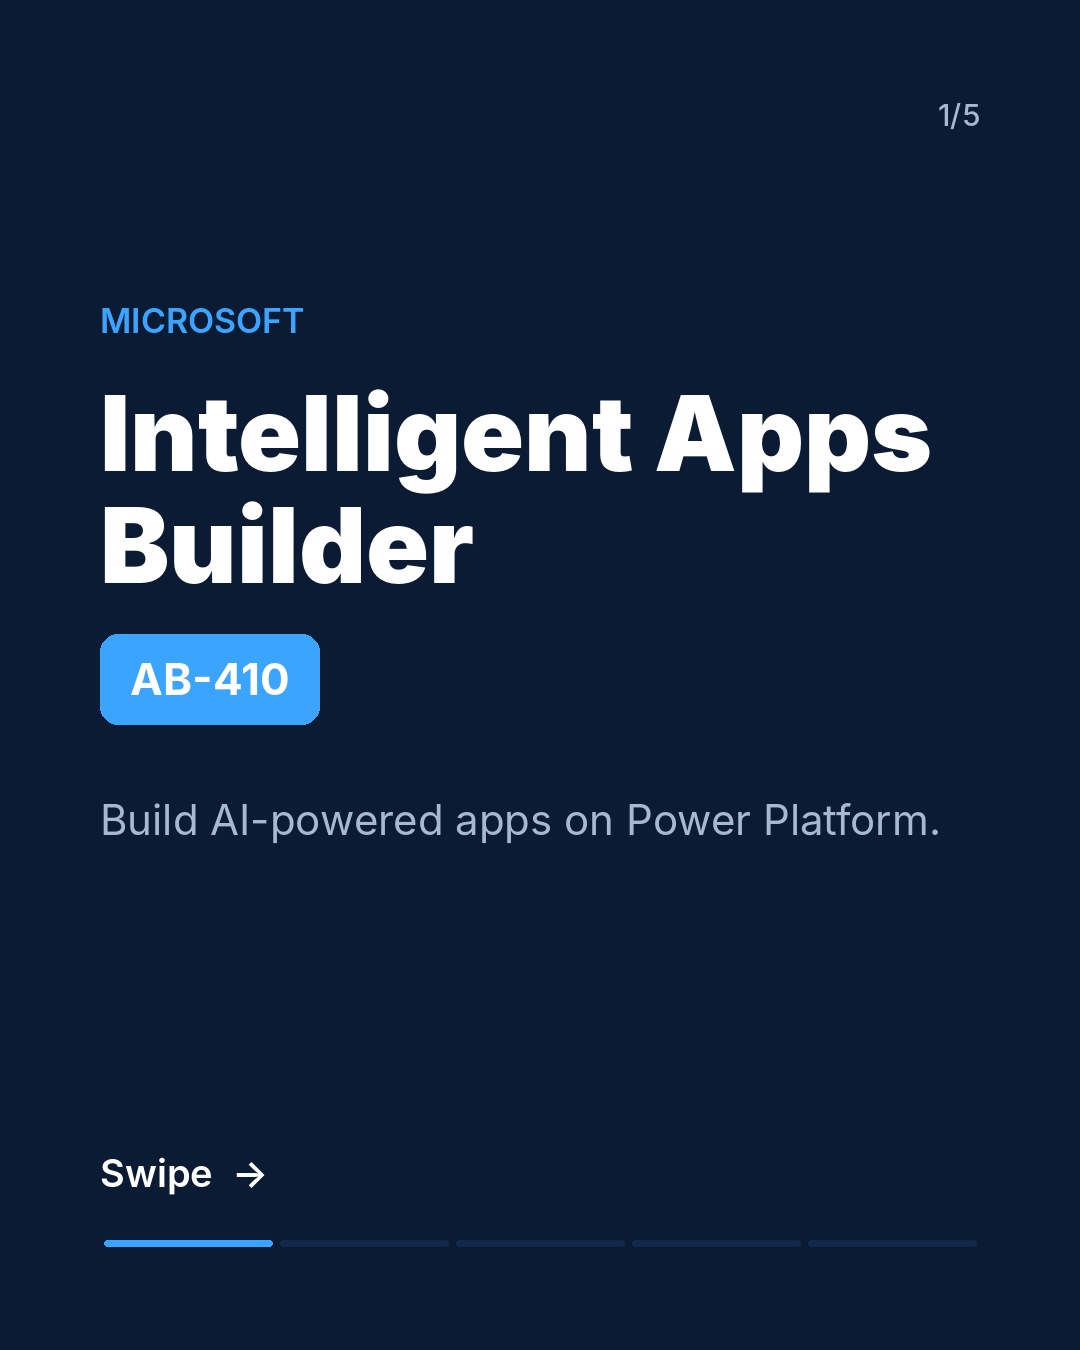 1/5
MICROSOFT
Intelligent Apps
Builder
AB-410
Build AI-powered apps on Power Platform.
Swipe →